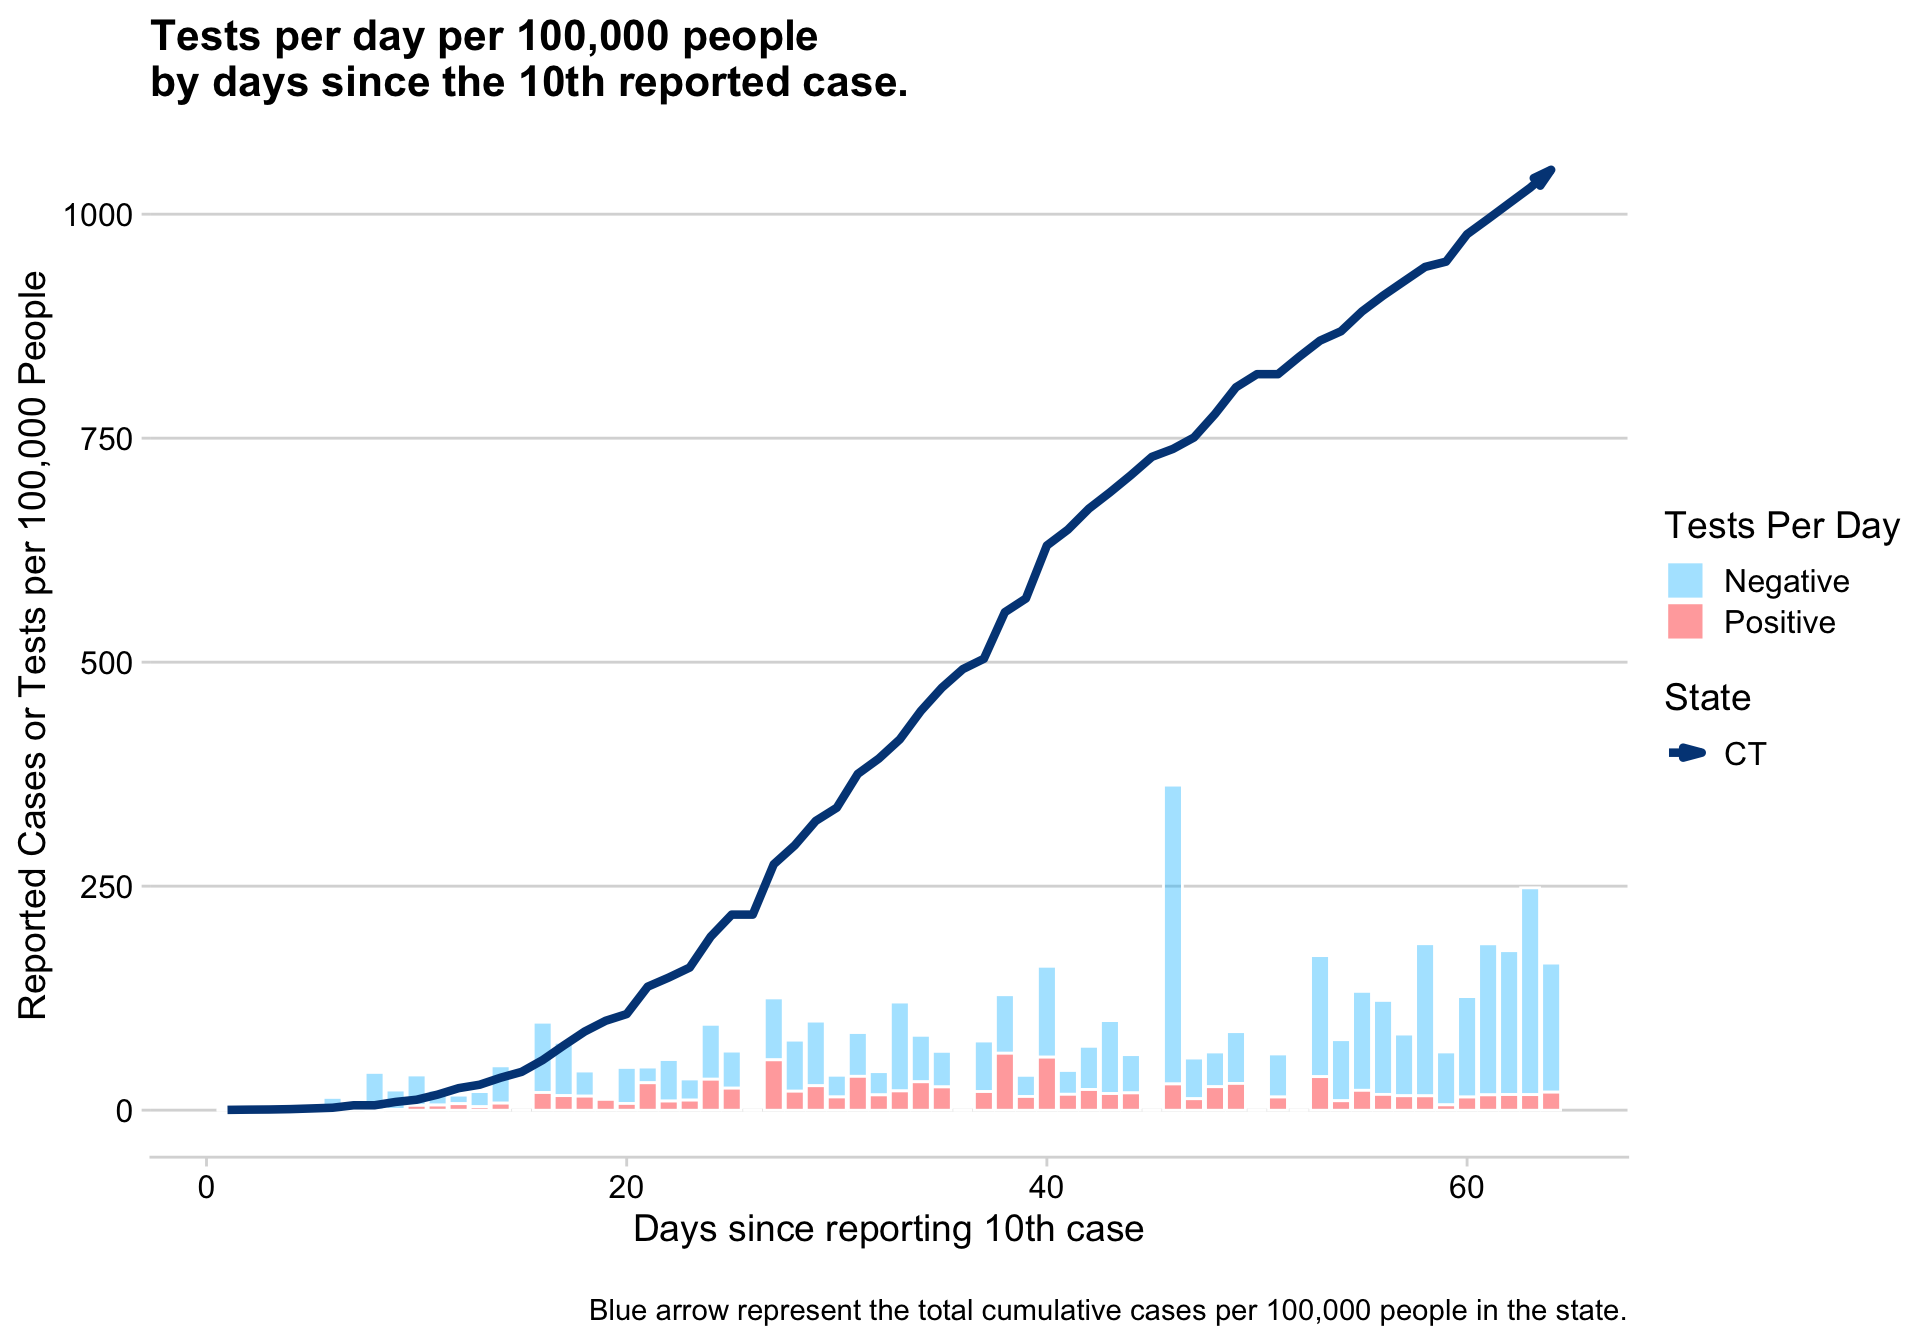 Tests per day per 100,000 people
by days since the 10th reported case.
Reported Cases or Tests per 100,000 People
1000
750
500
250
0
0
20
40
60
Days since reporting 10th case
Tests Per Day
Negative
Positive
State
CT
Blue arrow represent the total cumulative cases per 100,000 people in the state.